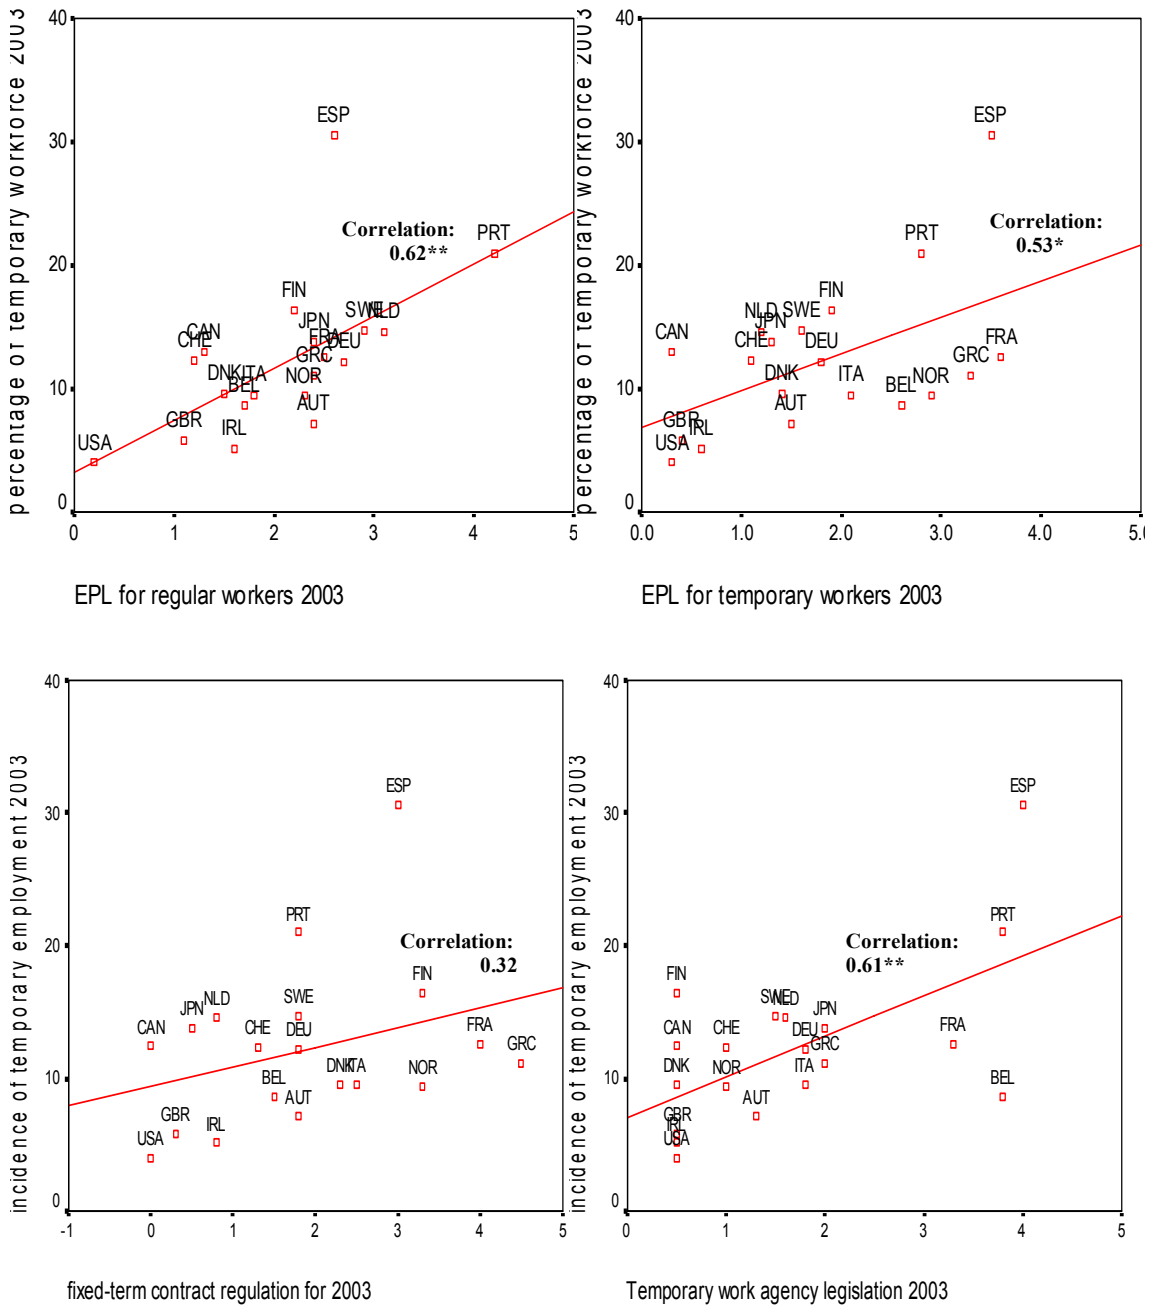 percentage of temporary workforce 2003
40
30
20
10
0
ESP
Correlation:
0.62**
PRT
FIN
CAN
CHE
JPN
SWE
NLD
FRA
DEU
GRC
DNK
ITA
BEL
NOR
AUT
GBR
IRL
USA
0 1 2 3 4 5
EPL for regular workers 2003
percentage of temporary workforce 2003
40
30
20
10
0
ESP
Correlation:
0.53*
PRT
FIN
NLD
SWE
JPN
CAN
CHE
DEU
FRA
GRC
DNK
ITA
BEL
NOR
AUT
GBR
IRL
USA
0.0 1.0 2.0 3.0 4.0 5.0
EPL for temporary workers 2003
incidence of temporary employment 2003
40
30
20
10
0
ESP
PRT
Correlation:
0.32
FIN
NLD
JPN
SWE
CAN
CHE
DEU
FRA
GRC
BEL
DNK
ITA
NOR
AUT
GBR
IRL
USA
-1 0 1 2 3 4 5
fixed-term contract regulation for 2003
incidence of temporary employment 2003
40
30
20
10
0
ESP
PRT
Correlation:
0.61**
FIN
SWE
NLD
JPN
CAN
CHE
DEU
GRC
FRA
DNK
NOR
ITA
BEL
AUT
GBR
IRL
USA
0 1 2 3 4 5
Temporary work agency legislation 2003